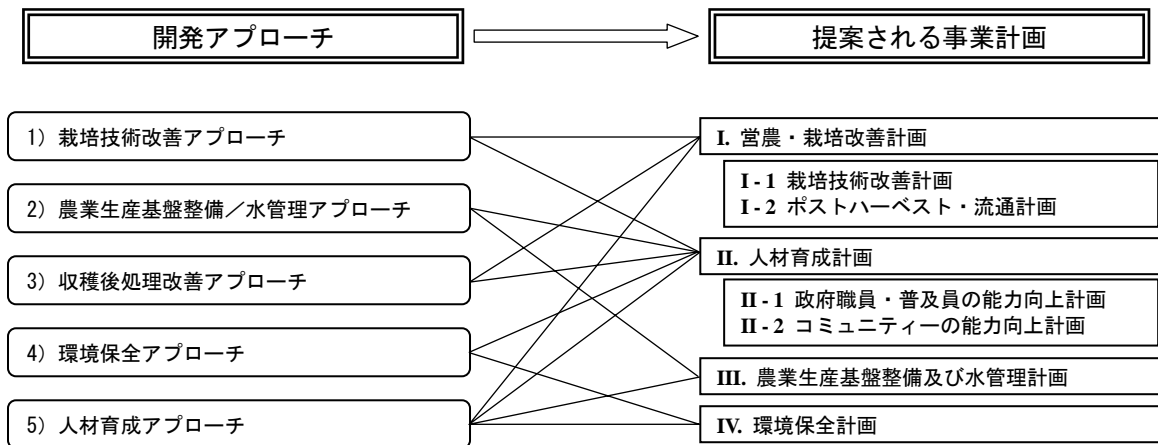 開発アプローチ
提案される事業計画
1）栽培技術改善アプローチ
2）農業生産基盤整備／水管理アプローチ
3）収穫後処理改善アプローチ
4）環境保全アプローチ
5）人材育成アプローチ
I. 営農・栽培改善計画
I - 1 栽培技術改善計画
I - 2 ポストハーベスト・流通計画
II. 人材育成計画
II - 1 政府職員・普及員の能力向上計画
II - 2 コミュニティーの能力向上計画
III. 農業生産基盤整備及び水管理計画
IV. 環境保全計画